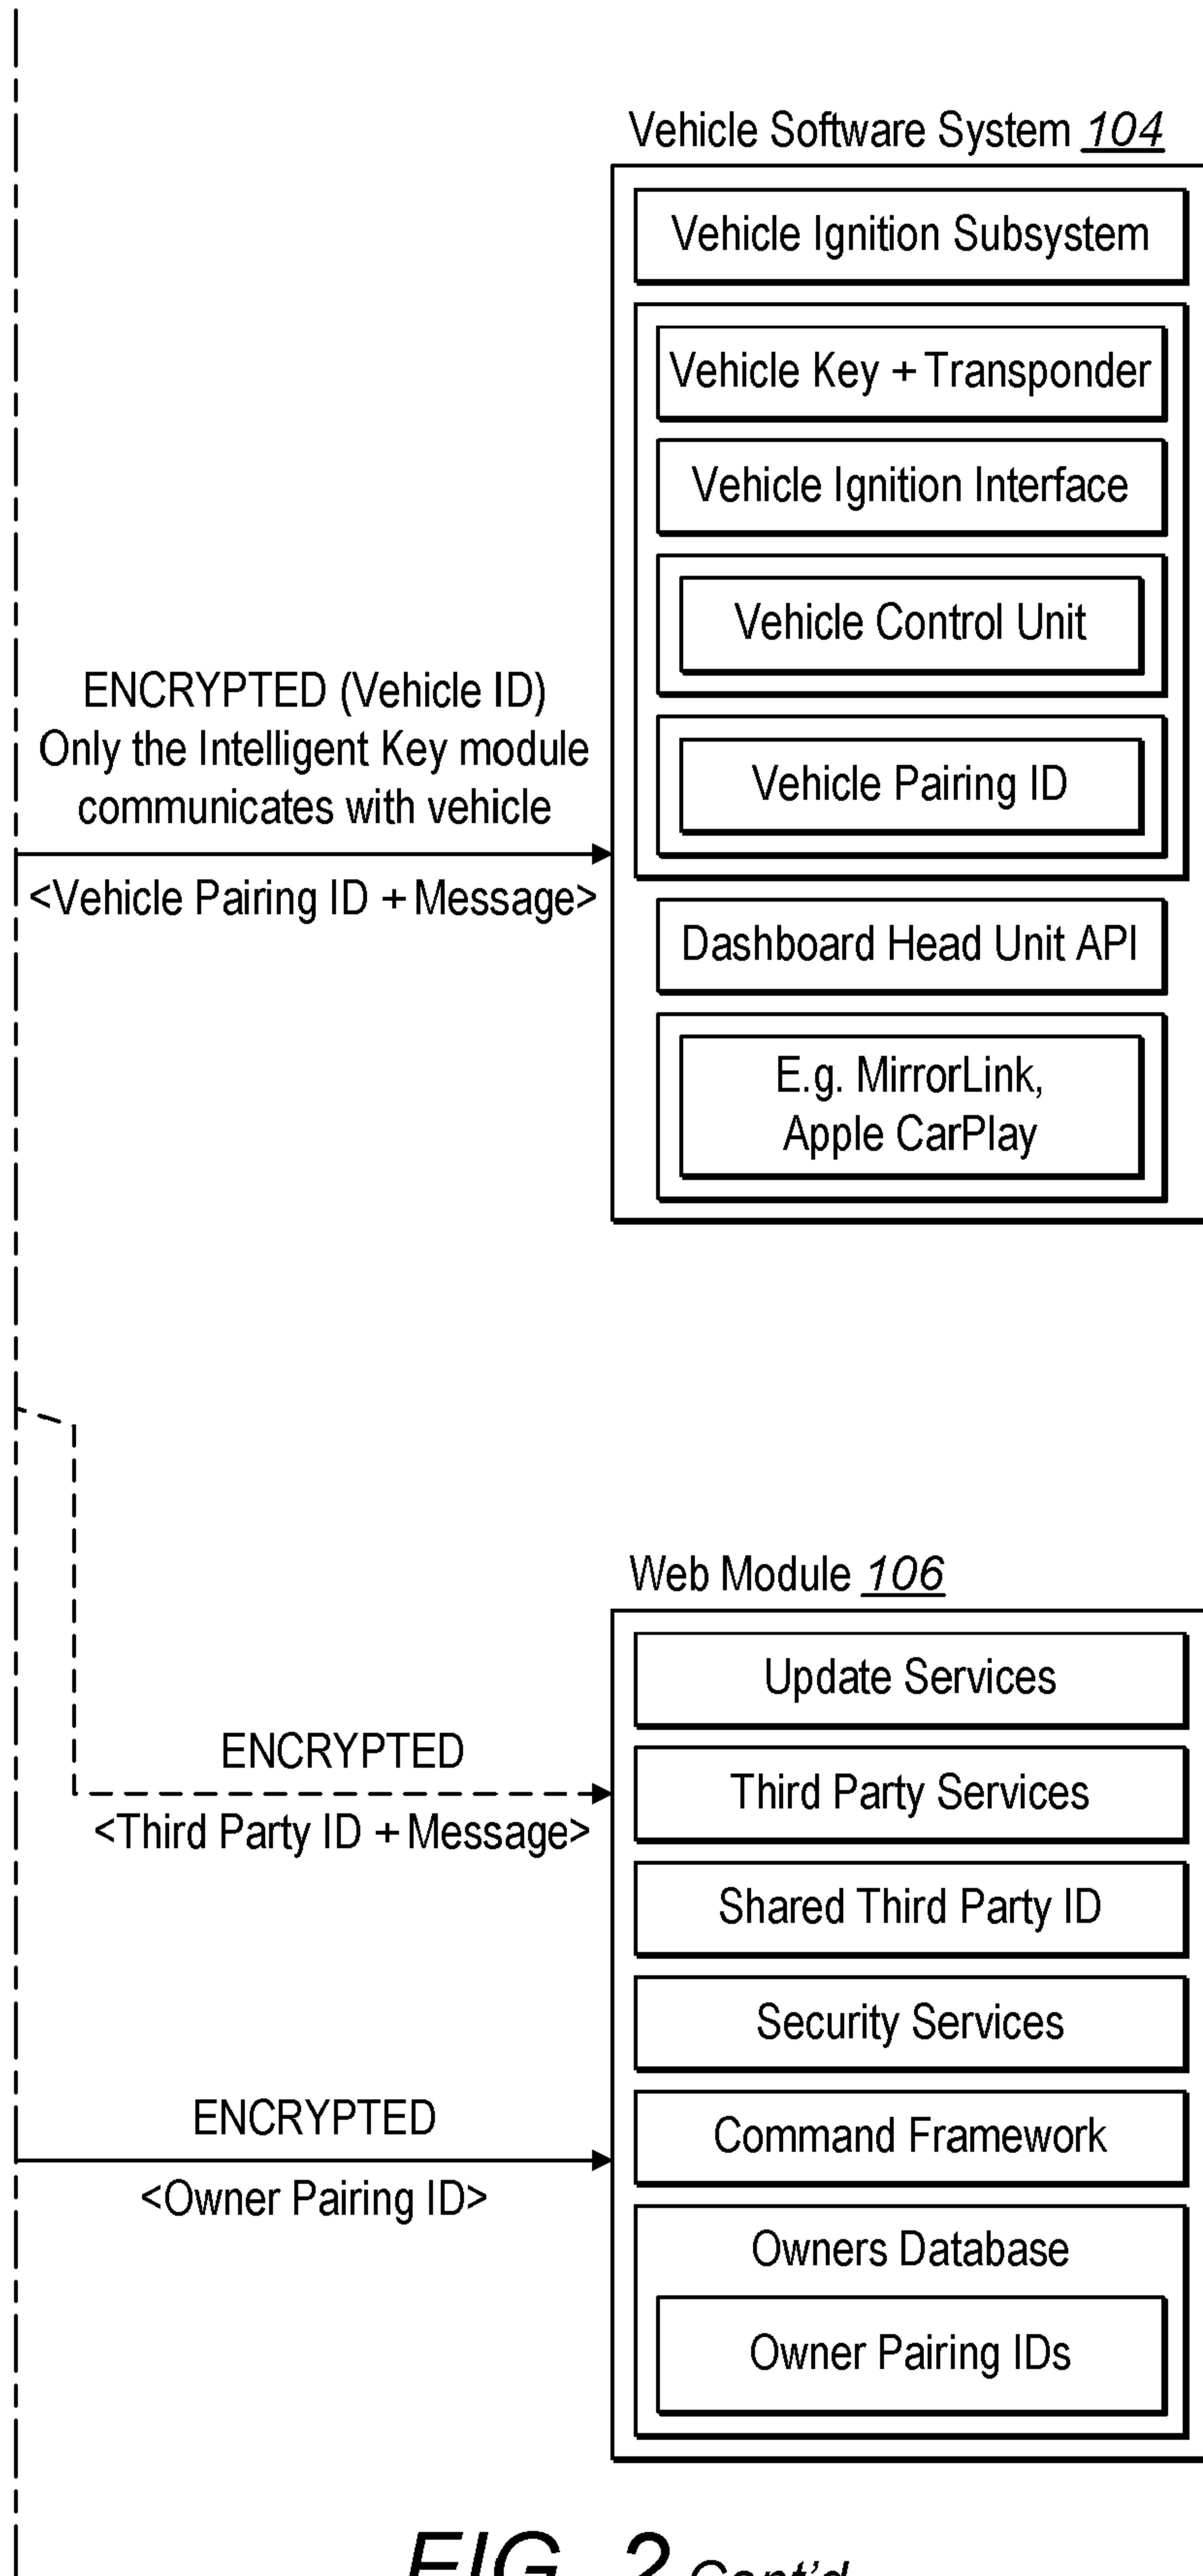 Vehicle Software System 104
Vehicle Ignition Subsystem
Vehicle Key + Transponder
Vehicle Ignition Interface
Vehicle Control Unit
Vehicle Pairing ID
Dashboard Head Unit API
E.g. MirrorLink,
Apple CarPlay
ENCRYPTED (Vehicle ID)
Only the Intelligent Key module
communicates with vehicle
<Vehicle Pairing ID + Message>
Web Module 106
Update Services
Third Party Services
Shared Third Party ID
Security Services
Command Framework
Owners Database
Owner Pairing IDs
ENCRYPTED
<Third Party ID + Message>
ENCRYPTED
<Owner Pairing ID>
FIG. 2 Cont'd